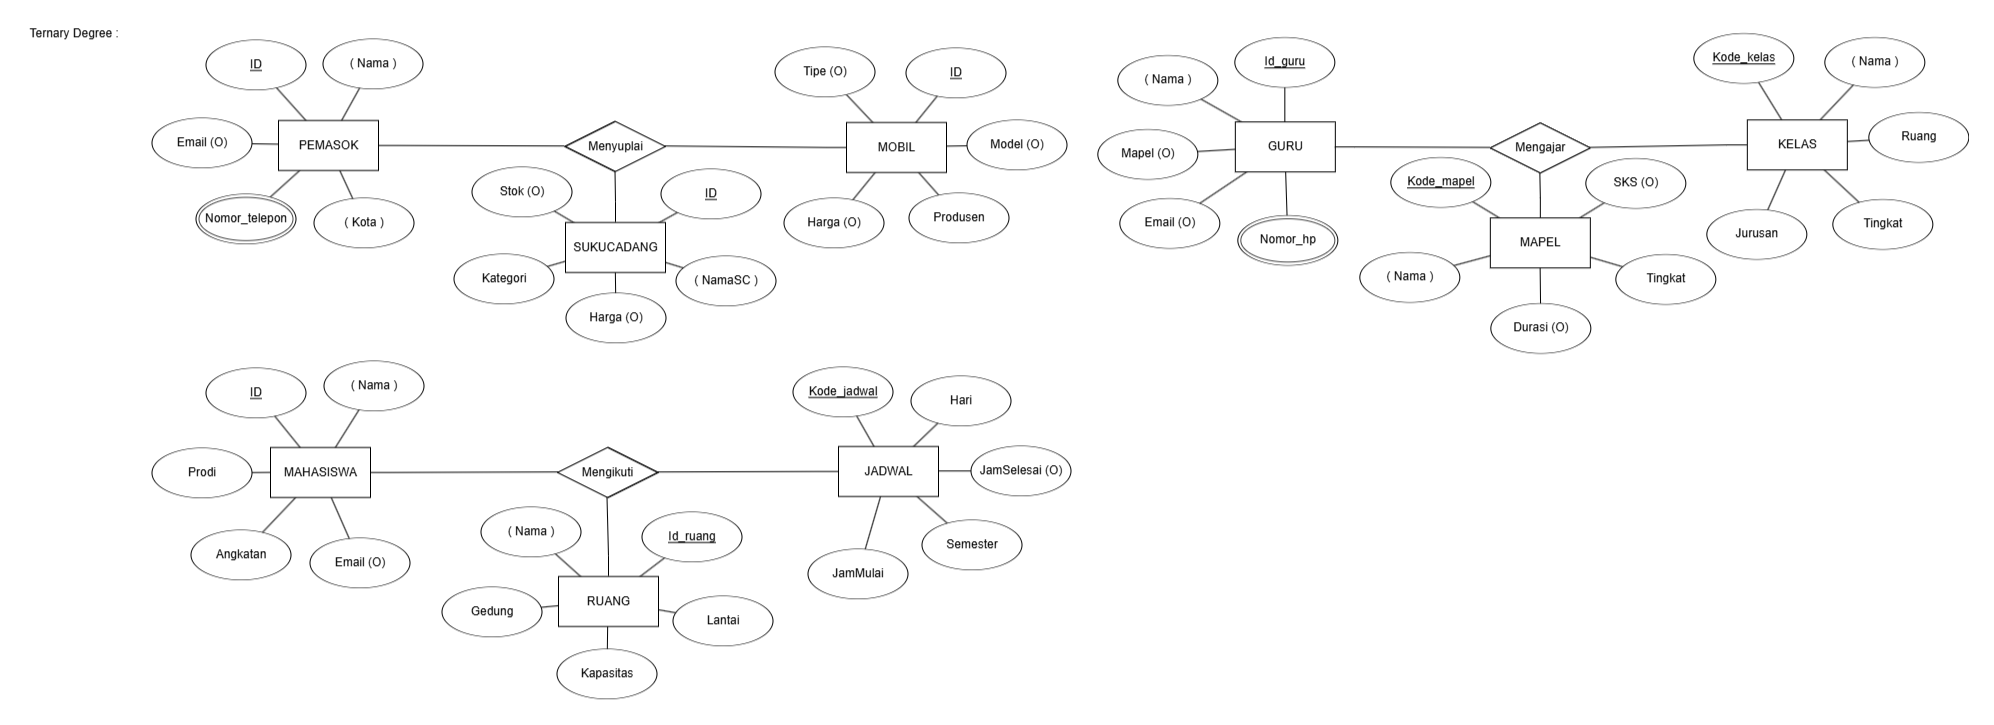 Ternary Degree :
ID
( Nama )
Email (O)
PEMASOK
Nomor_telepon
( Kota )
Menyuplai
Tipe (O)
ID
MOBIL
Model (O)
Harga (O)
Produsen
Stok (O)
ID
SUKUCADANG
Kategori
( NamaSC )
Harga (O)
( Nama )
Id_guru
Mapel (O)
GURU
Email (O)
Nomor_hp
Mengajar
Kode_kelas
( Nama )
KELAS
Ruang
Jurusan
Tingkat
Kode_mapel
SKS (O)
MAPEL
( Nama )
Tingkat
Durasi (O)
ID
( Nama )
Prodi
MAHASISWA
Angkatan
Email (O)
Mengikuti
Kode_jadwal
Hari
JADWAL
JamSelesai (O)
JamMulai
Semester
( Nama )
Id_ruang
RUANG
Gedung
Lantai
Kapasitas